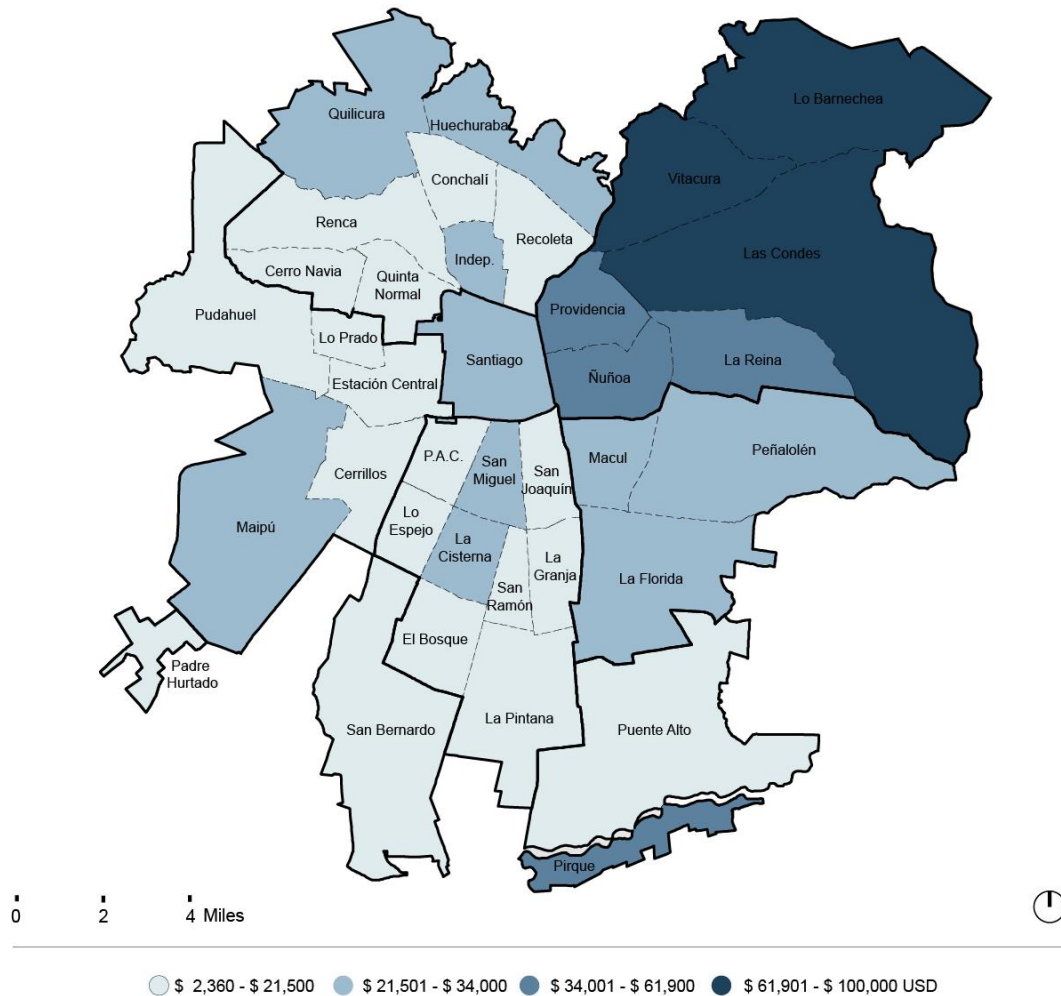 Lo Barnechea
Quilicura
Huechuraba
Vitacura
Conchalí
Renca
Recoleta
Las Condes
Indep.
Cerro Navia
Quinta
Normal
Pudahuel
Providencia
Lo Prado
Santiago
La Reina
Ñuñoa
Estación Central
P.A.C.
San
Miguel
San
Joaquín
Macul
Peñalolén
Cerrillos
Lo
Espejo
Maipú
La
Cisterna
La
Granja
La Florida
San
Ramón
El Bosque
Padre
Hurtado
La Pintana
San Bernardo
Puente Alto
Pirque
0 2 4 Miles
$ 2,360 - $ 21,500 $ 21,501 - $ 34,000 $ 34,001 - $ 61,900 $ 61,901 - $ 100,000 USD